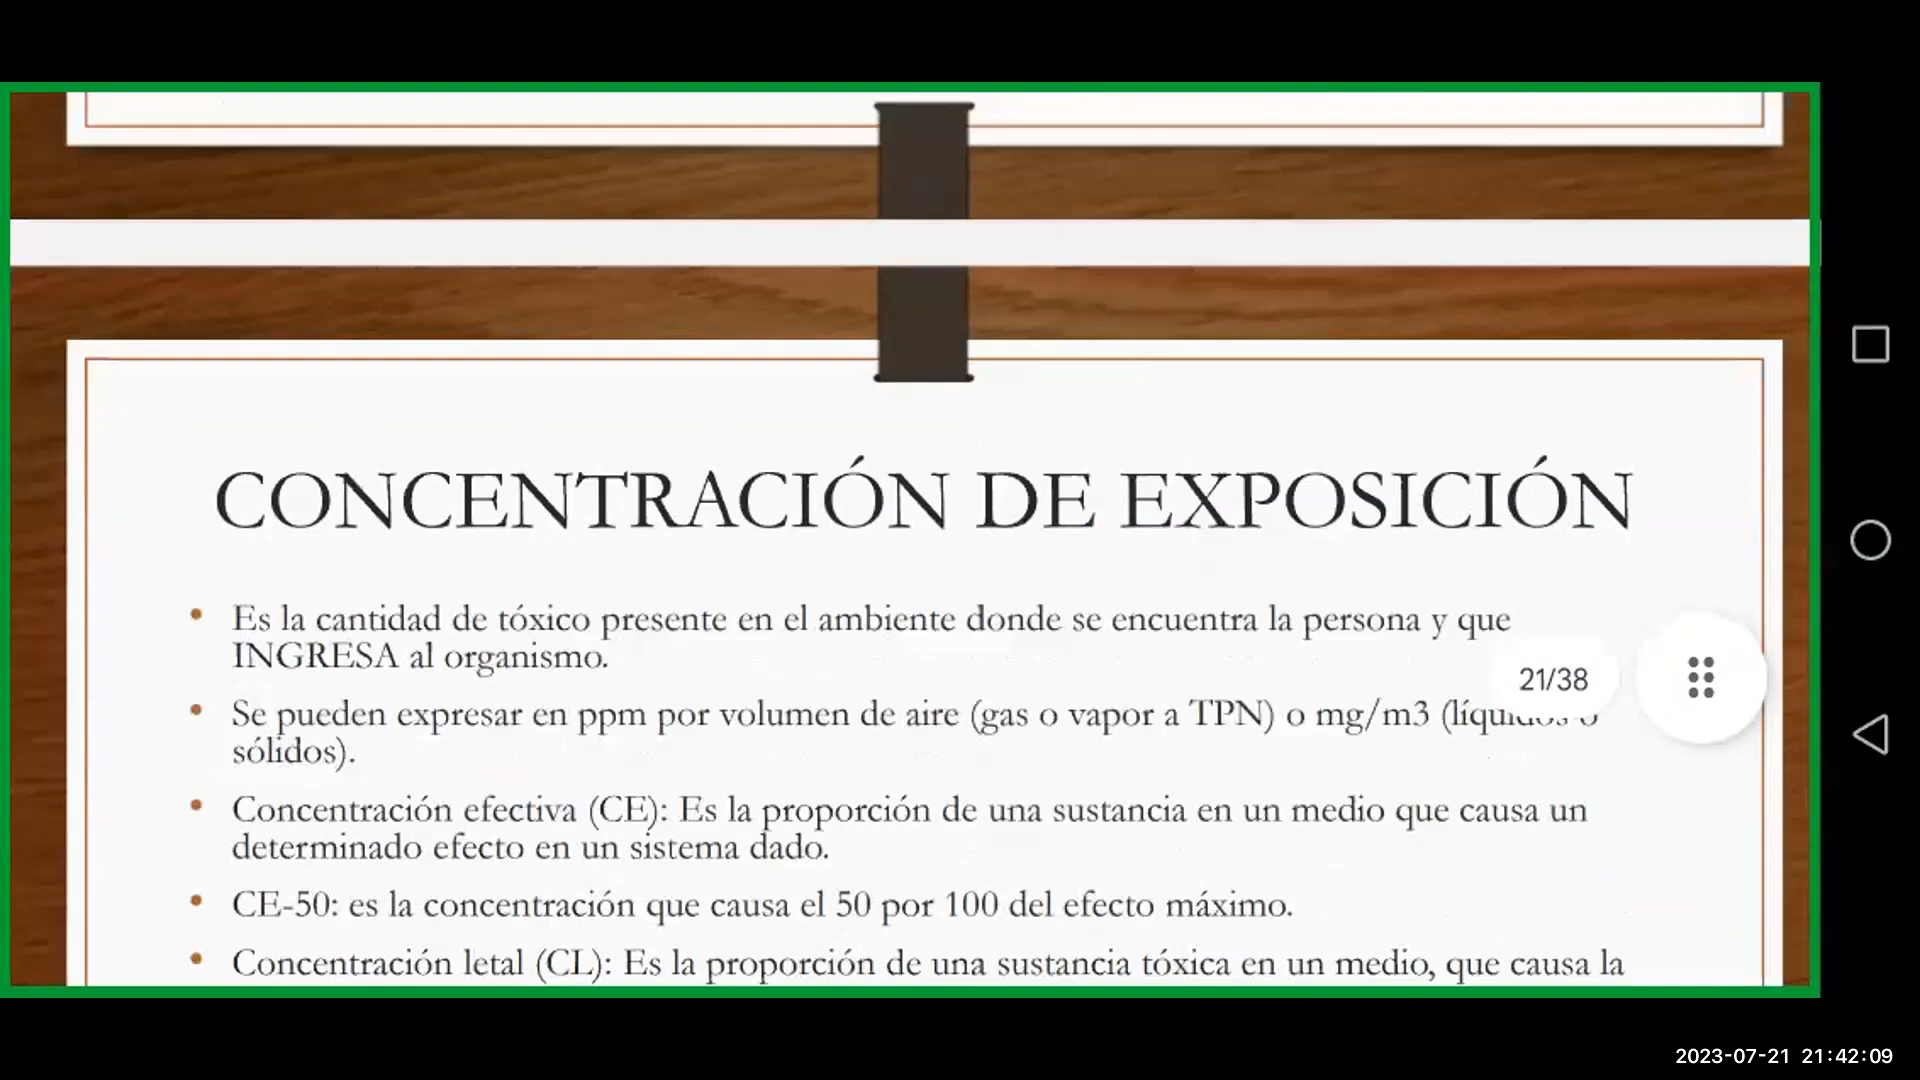 CONCENTRACIÓN DE EXPOSICIÓN
• Es la cantidad de tóxico presente en el ambiente donde se encuentra la persona y que
INGRESA al organismo.
21/38
• Se pueden expresar en ppm por volumen de aire (gas o vapor a TPN) o mg/m3 (líquidos o
sólidos).
• Concentración efectiva (CE): Es la proporción de una sustancia en un medio que causa un
determinado efecto en un sistema dado.
• CE-50: es la concentración que causa el 50 por 100 del efecto máximo.
• Concentración letal (CL): Es la proporción de una sustancia tóxica en un medio, que causa la
2023-07-21 21:42:09